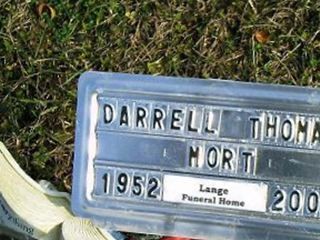 DARRELL THOMA
MORT
1952 Lange 200
Funeral Home